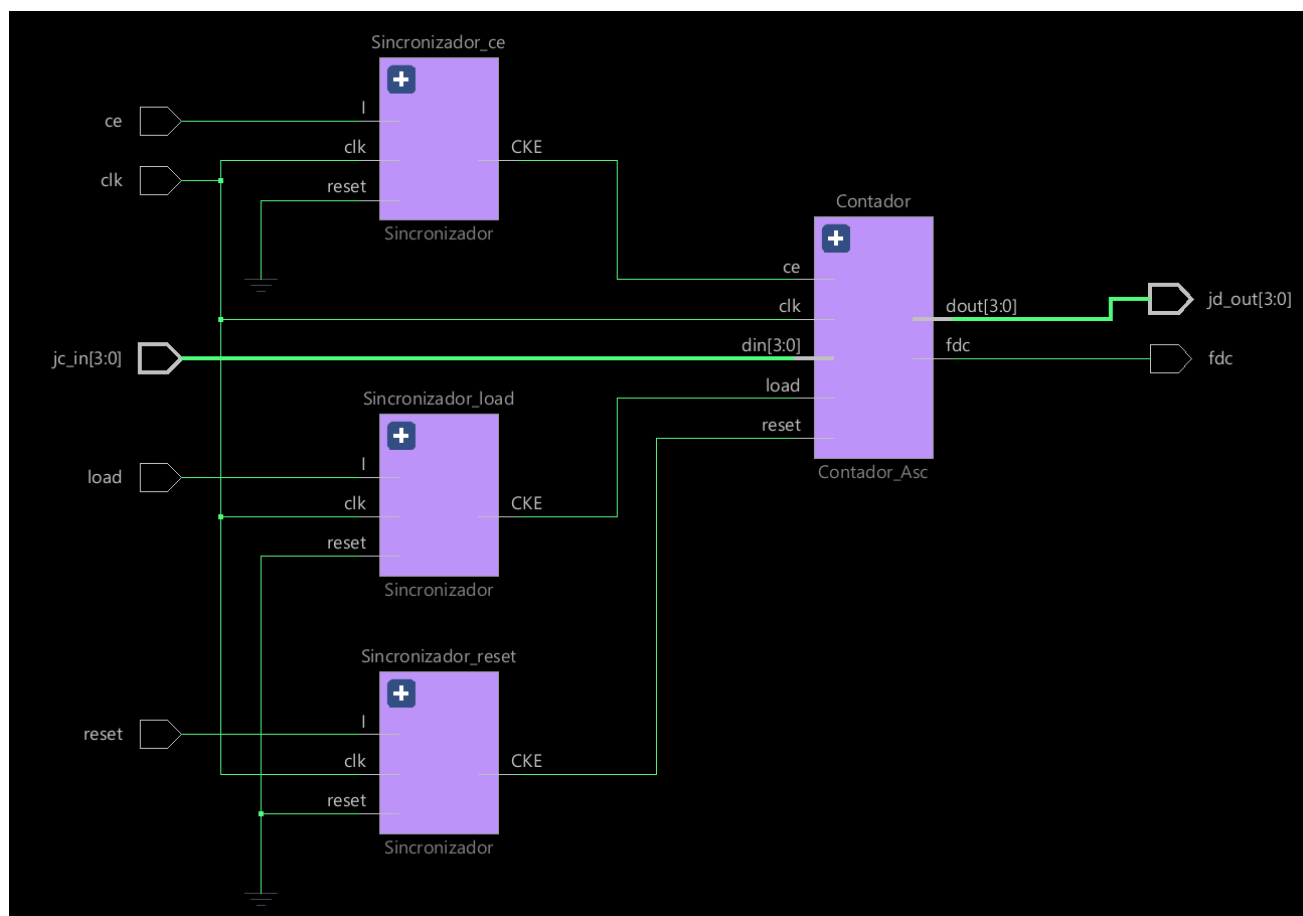 Sincronizador_ce
I
ce
clk
CKE
clk
reset
Contador
Sincronizador
ce
clk
dout[3:0]
jd_out[3:0]
jc_in[3:0]
din[3:0]
fdc
fdc
load
Sincronizador_load
reset
I
load
Contador_Asc
clk
CKE
reset
Sincronizador
Sincronizador_reset
I
reset
clk
CKE
reset
Sincronizador